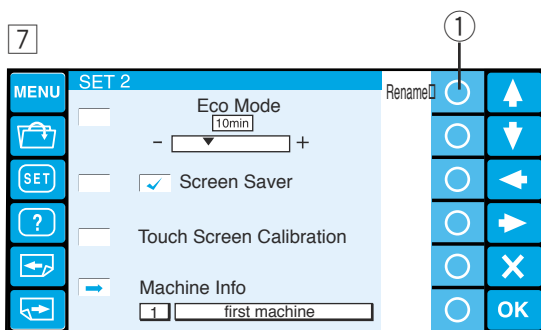 7
1
MENU
SET 2
Rename
Eco Mode
10min
- +
SET
Screen Saver
?
Touch Screen Calibration
Machine Info
1 first machine
OK